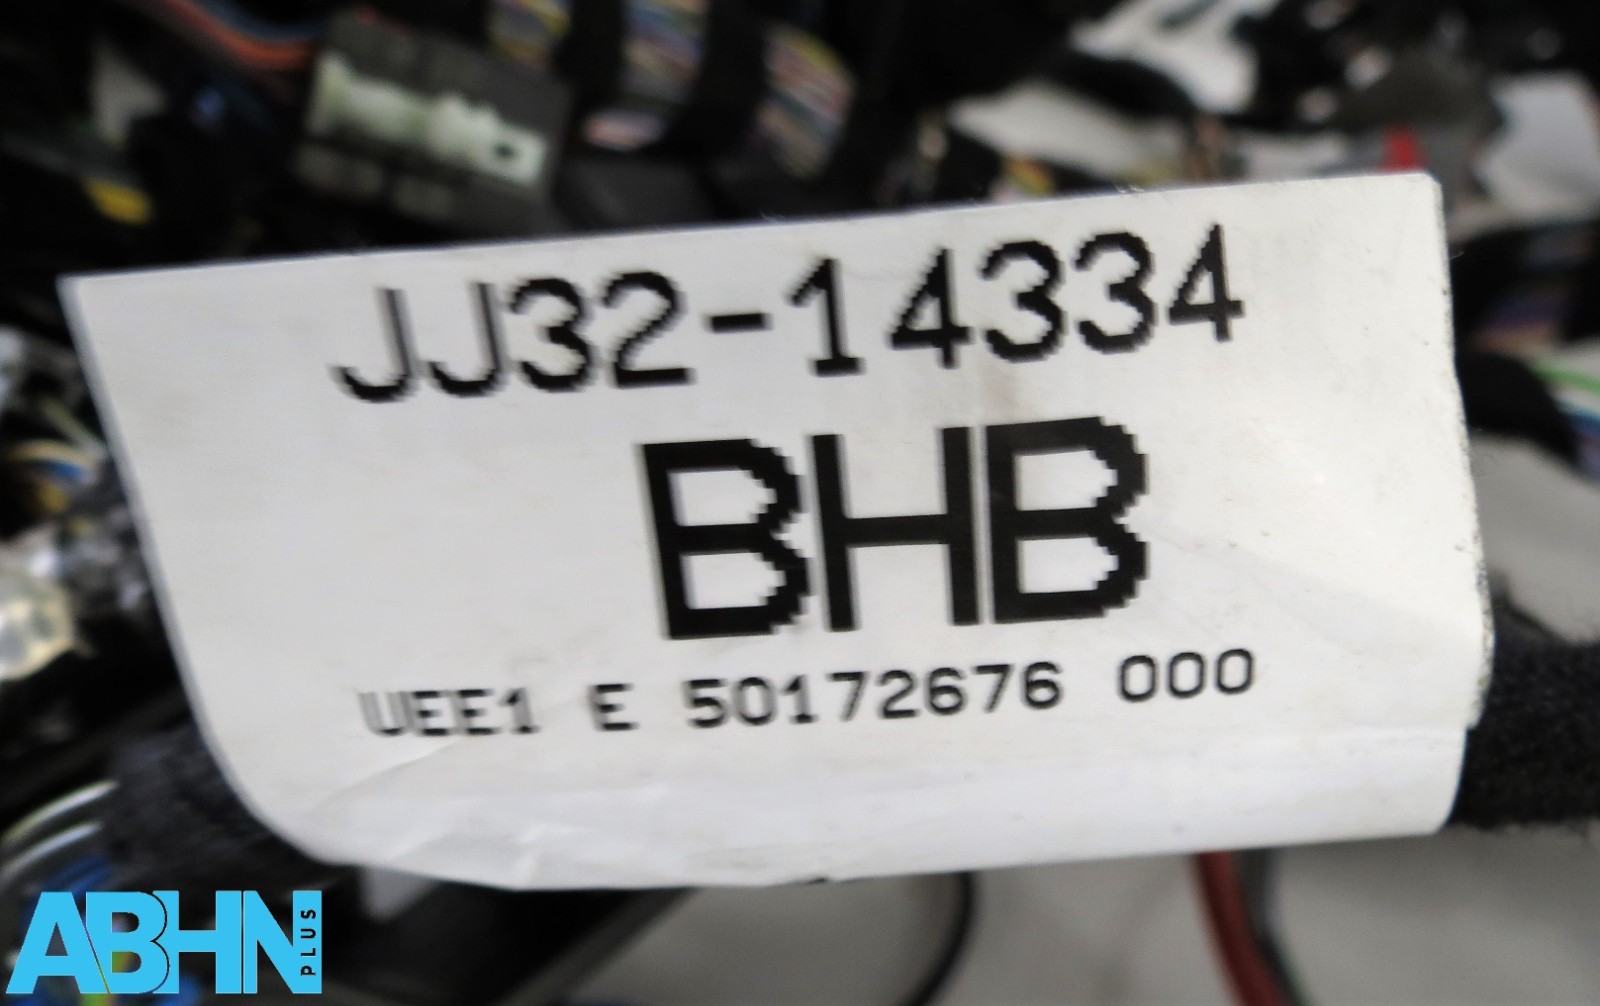 JJ32-14334
BHB
UEE1 E 50172676 000
ABHN PLUS